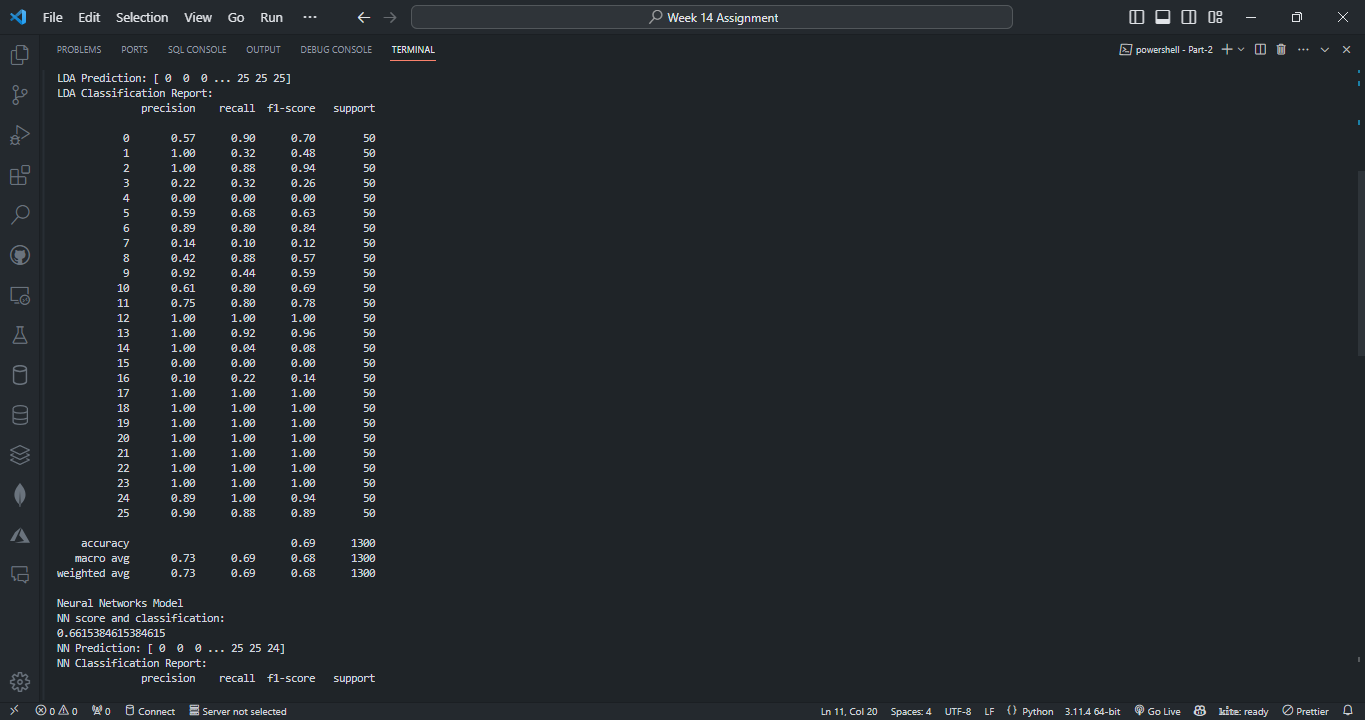 File Edit Selection View Go Run ··· Week 14 Assignment
PROBLEMS PORTS SQL CONSOLE OUTPUT DEBUG CONSOLE TERMINAL powershell - Part-2
LDA Prediction: [ 0 0 0 ... 25 25 25]
LDA Classification Report:
precision recall f1-score support
0 0.57 0.90 0.70 50
1 1.00 0.32 0.48 50
2 1.00 0.88 0.94 50
3 0.22 0.32 0.26 50
4 0.00 0.00 0.00 50
5 0.59 0.68 0.63 50
6 0.89 0.80 0.84 50
7 0.14 0.10 0.12 50
8 0.42 0.88 0.57 50
9 0.92 0.44 0.59 50
10 0.61 0.80 0.69 50
11 0.75 0.80 0.78 50
12 1.00 1.00 1.00 50
13 1.00 0.92 0.96 50
14 1.00 0.04 0.08 50
15 0.00 0.00 0.00 50
16 0.10 0.22 0.14 50
17 1.00 1.00 1.00 50
18 1.00 1.00 1.00 50
19 1.00 1.00 1.00 50
20 1.00 1.00 1.00 50
21 1.00 1.00 1.00 50
22 1.00 1.00 1.00 50
23 1.00 1.00 1.00 50
24 0.89 1.00 0.94 50
25 0.90 0.88 0.89 50
accuracy 0.69 1300
macro avg 0.73 0.69 0.68 1300
weighted avg 0.73 0.69 0.68 1300
Neural Networks Model
NN score and classification:
0.6615384615384615
NN Prediction: [ 0 0 0 ... 25 25 24]
NN Classification Report:
precision recall f1-score support
0 0 0 Connect Server not selected Ln 11, Col 20 Spaces: 4 UTF-8 LF Python 3.11.4 64-bit Go Live kite: ready Prettier